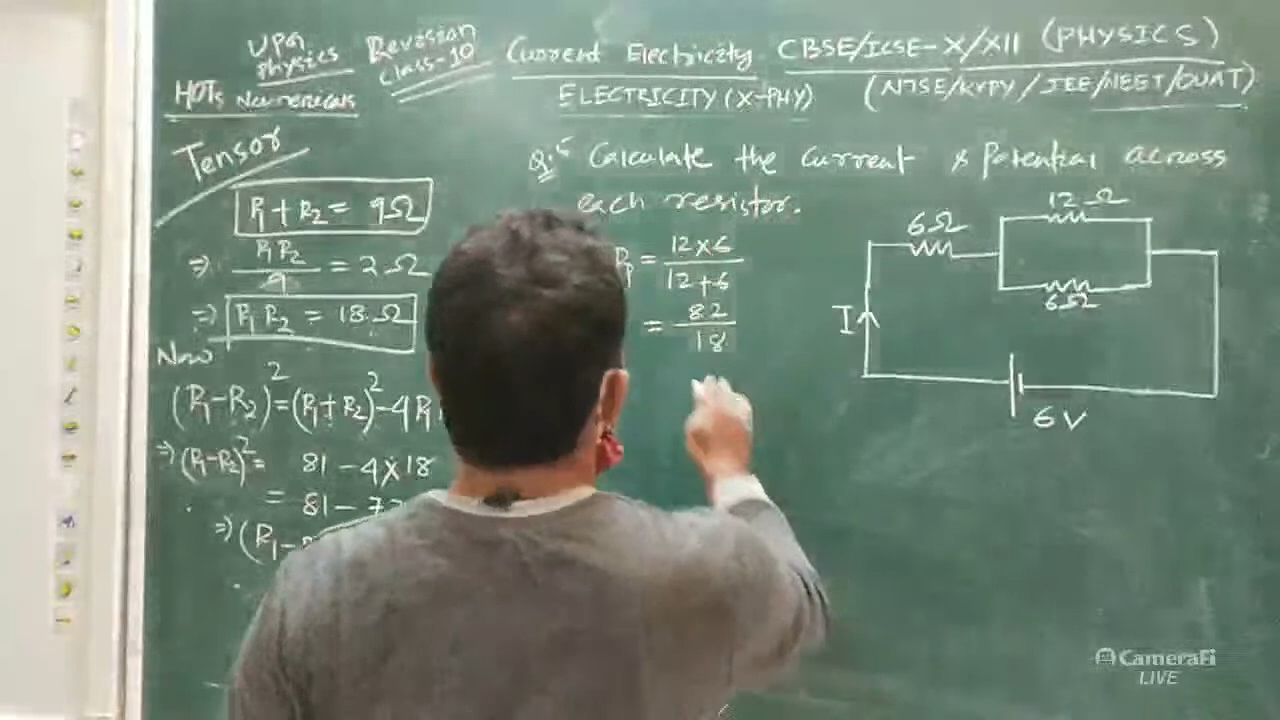 UPG Physics
Revision class-10
Current Electricity
CBSE/ICSE-X/XII (PHYSICS)
HOTs Numericals
ELECTRICITY (X-PHY)
(NTSE/KVPY/JEE/NEET/OUAT)
Tensor
R1 + R2 = 9Ω
⇒ R1R2/9 = 2Ω
⇒ R1R2 = 18Ω
Now
(R1-R2)² = (R1+R2)² - 4R1
⇒ (R1-R2)² = 81 - 4×18
= 81 - 7
⇒ (R1-
Q:5 Calculate the Current & Potential across
each resistor.
= 12×6/12+6
= 82/18
6Ω
12Ω
6Ω
I
6V
CameraFi
LIVE